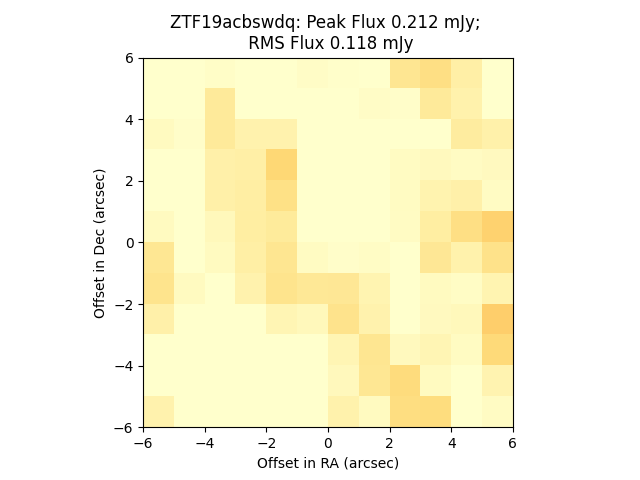 ZTF19acbswdq: Peak Flux 0.212 mJy;
RMS Flux 0.118 mJy
6
4
2
0
−2
−4
−6
Offset in Dec (arcsec)
−6 −4 −2 0 2 4 6
Offset in RA (arcsec)